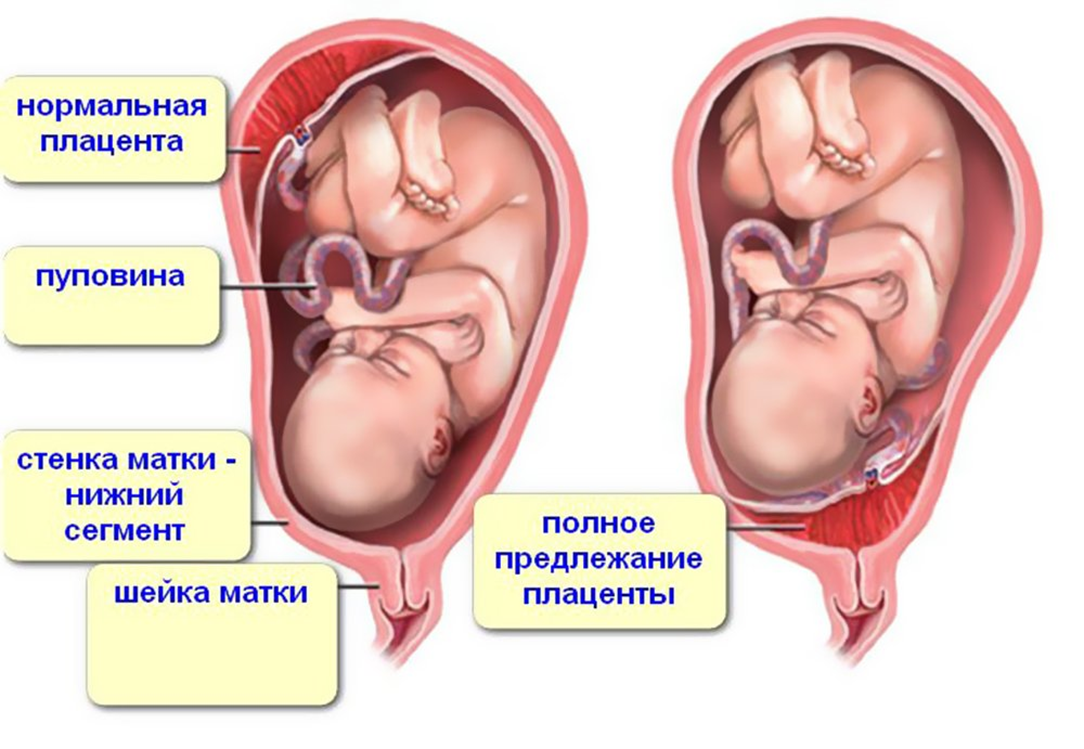 нормальная
плацента
пуповина
стенка матки -
нижний
сегмент
шейка матки
полное
предлежание
плаценты